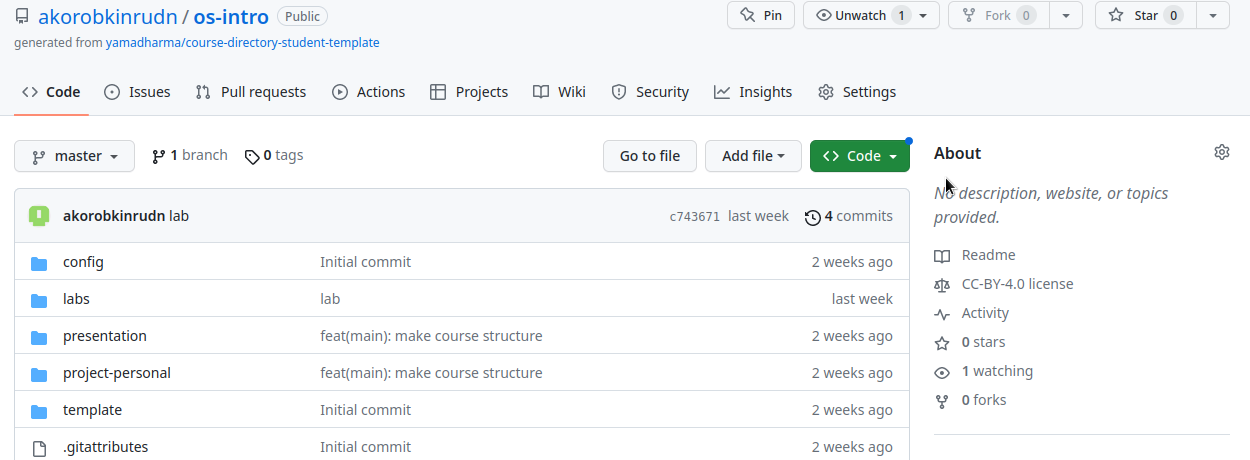 akorobkinrudn / os-intro Public Pin Unwatch 1 Fork 0 Star 0
generated from yamadharma/course-directory-student-template
Code Issues Pull requests Actions Projects Wiki Security Insights Settings
master 1 branch 0 tags Go to file Add file Code
akorobkinrudn lab c743671 last week 4 commits
config Initial commit 2 weeks ago
labs lab last week
presentation feat(main): make course structure 2 weeks ago
project-personal feat(main): make course structure 2 weeks ago
template Initial commit 2 weeks ago
.gitattributes Initial commit 2 weeks ago
About
No description, website, or topics
provided.
Readme
CC-BY-4.0 license
Activity
0 stars
1 watching
0 forks